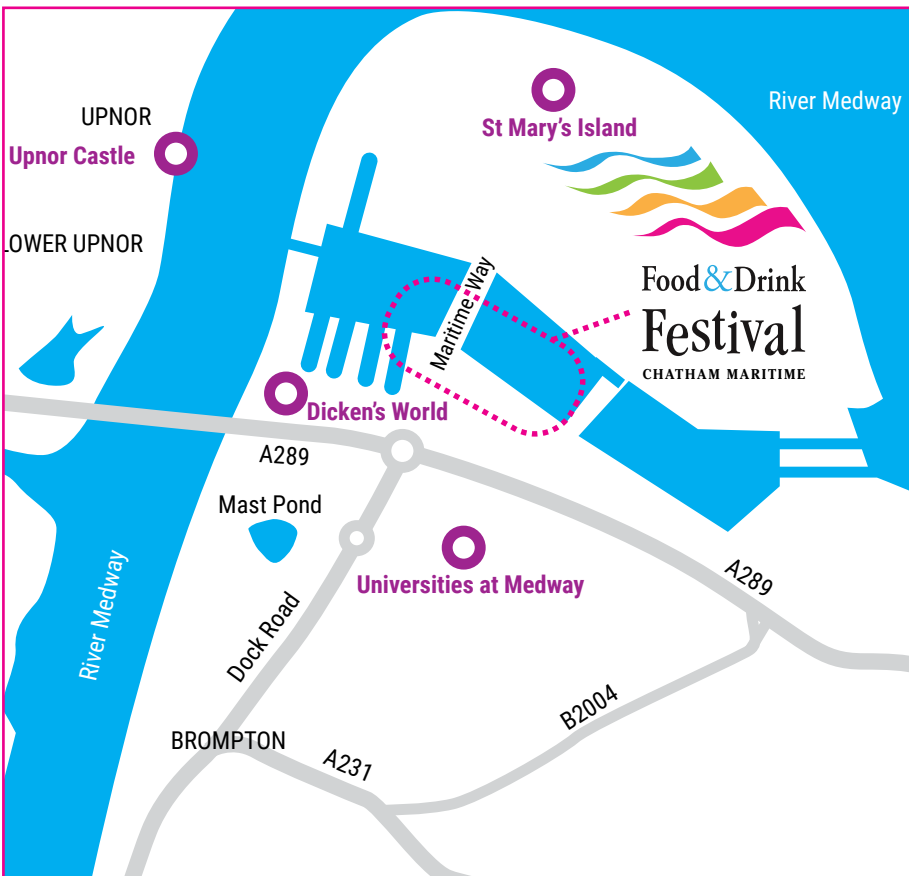 UPNOR
Upnor Castle
LOWER UPNOR
St Mary's Island
River Medway
Food&Drink
Festival
CHATHAM MARITIME
Maritime Way
Dicken's World
A289
Mast Pond
Universities at Medway
A289
River Medway
Dock Road
B2004
BROMPTON
A231